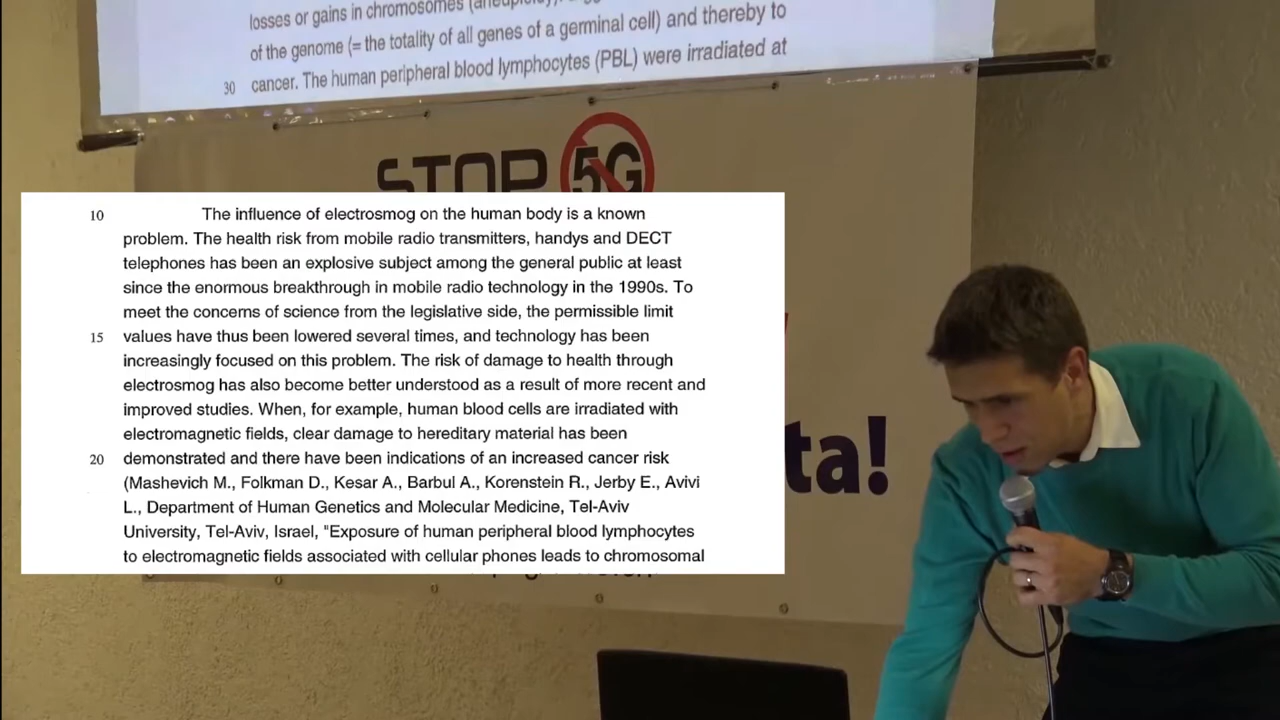 losses or gains in chromosomes
of the genome (= the totality of all genes of a germinal cell) and thereby to
30 cancer. The human peripheral blood lymphocytes (PBL) were irradiated at
STOP 5G
10 The influence of electrosmog on the human body is a known
problem. The health risk from mobile radio transmitters, handys and DECT
telephones has been an explosive subject among the general public at least
since the enormous breakthrough in mobile radio technology in the 1990s. To
meet the concerns of science from the legislative side, the permissible limit
15 values have thus been lowered several times, and technology has been
increasingly focused on this problem. The risk of damage to health through
electrosmog has also become better understood as a result of more recent and
improved studies. When, for example, human blood cells are irradiated with
electromagnetic fields, clear damage to hereditary material has been
20 demonstrated and there have been indications of an increased cancer risk
(Mashevich M., Folkman D., Kesar A., Barbul A., Korenstein R., Jerby E., Avivi
L., Department of Human Genetics and Molecular Medicine, Tel-Aviv
University, Tel-Aviv, Israel, "Exposure of human peripheral blood lymphocytes
to electromagnetic fields associated with cellular phones leads to chromosomal
ta!